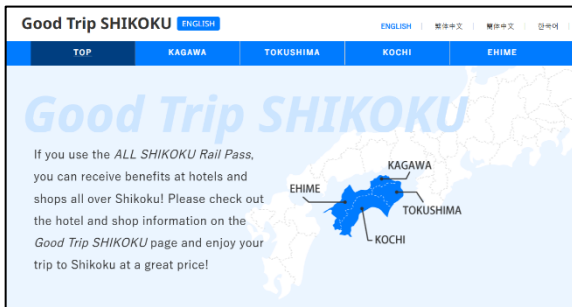 Good Trip SHIKOKU ENGLISH
ENGLISH | 繁体中文 | 簡体中文 | 한국어
TOP KAGAWA TOKUSHIMA KOCHI EHIME
Good Trip SHIKOKU
If you use the ALL SHIKOKU Rail Pass,
you can receive benefits at hotels and
shops all over Shikoku! Please check out
the hotel and shop information on the
Good Trip SHIKOKU page and enjoy your
trip to Shikoku at a great price!
KAGAWA
EHIME
TOKUSHIMA
KOCHI